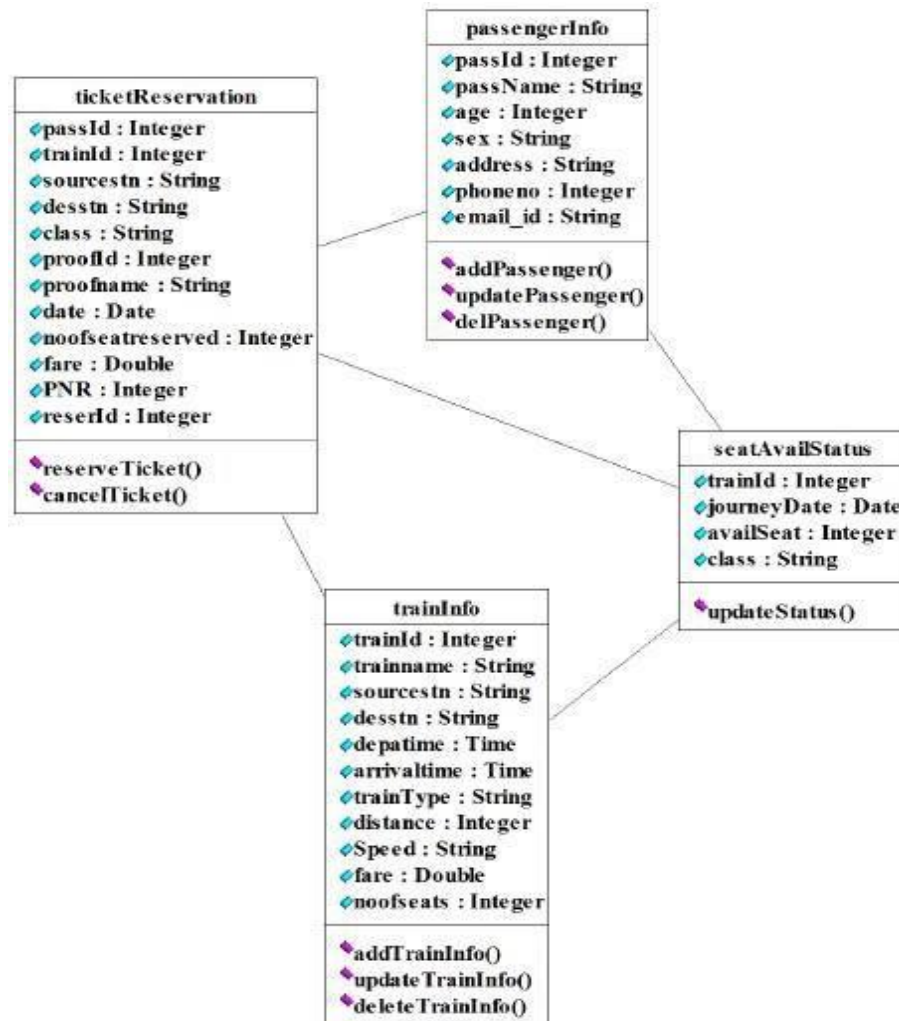 passengerInfo
passId : Integer
passName : String
age : Integer
sex : String
address : String
phoneno : Integer
email_id : String
addPassenger()
updatePassenger()
delPassenger()
ticketReservation
passId : Integer
trainId : Integer
sourcestn : String
desstn : String
class : String
proofId : Integer
proofname : String
date : Date
noofseatreserved : Integer
fare : Double
PNR : Integer
reserId : Integer
reserveTicket()
cancelTicket()
seatAvailStatus
trainId : Integer
journeyDate : Date
availSeat : Integer
class : String
updateStatus()
trainInfo
trainId : Integer
trainname : String
sourcestn : String
desstn : String
depatime : Time
arrivaltime : Time
trainType : String
distance : Integer
Speed : String
fare : Double
noofseats : Integer
addTrainInfo()
updateTrainInfo()
deleteTrainInfo()